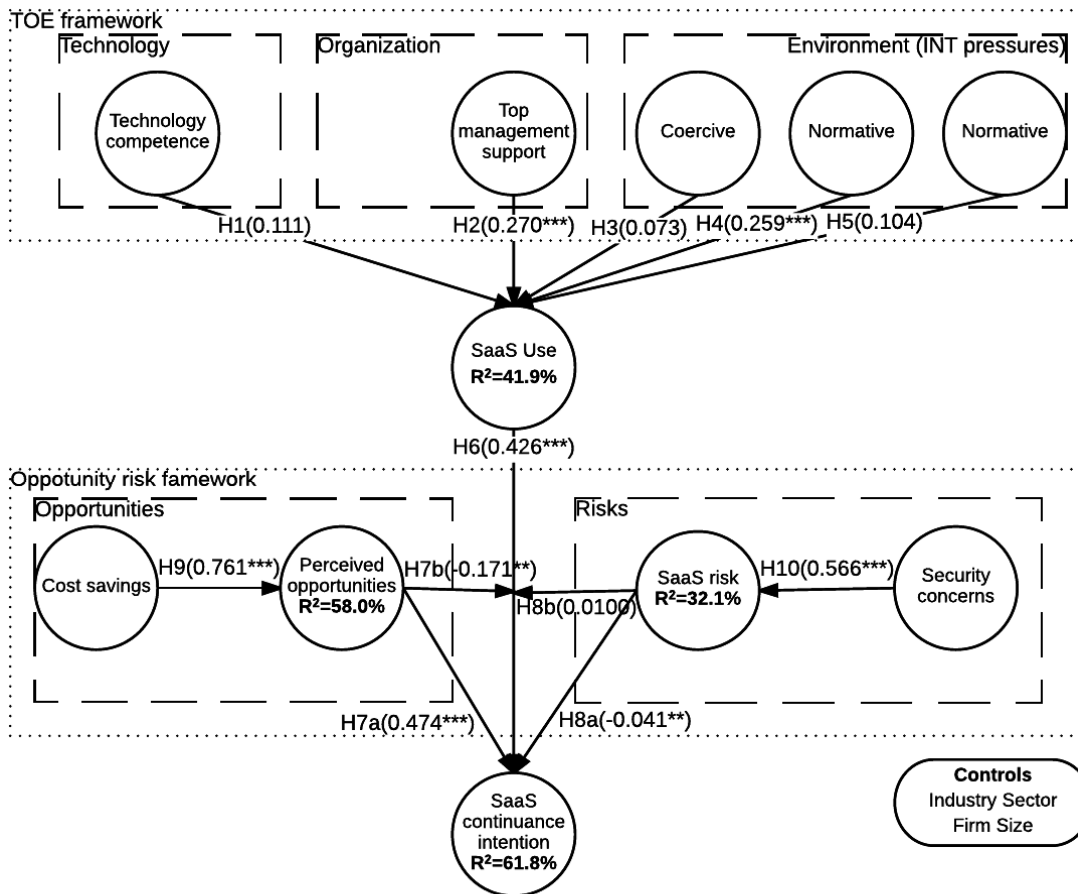 TOE framework
Technology
Organization
Environment (INT pressures)
Technology
competence
Top
management
support
Coercive
Normative
Normative
H1(0.111)
H2(0.270***)
H3(0.073)
H4(0.259***)
H5(0.104)
SaaS Use
R²=41.9%
H6(0.426***)
Oppotunity risk famework
Opportunities
Risks
Cost savings
H9(0.761***)
Perceived
opportunities
R²=58.0%
H7b(-0.171**)
H8b(0.0100)
SaaS risk
R²=32.1%
H10(0.566***)
Security
concerns
H7a(0.474***)
H8a(-0.041**)
SaaS
continuance
intention
R²=61.8%
Controls
Industry Sector
Firm Size